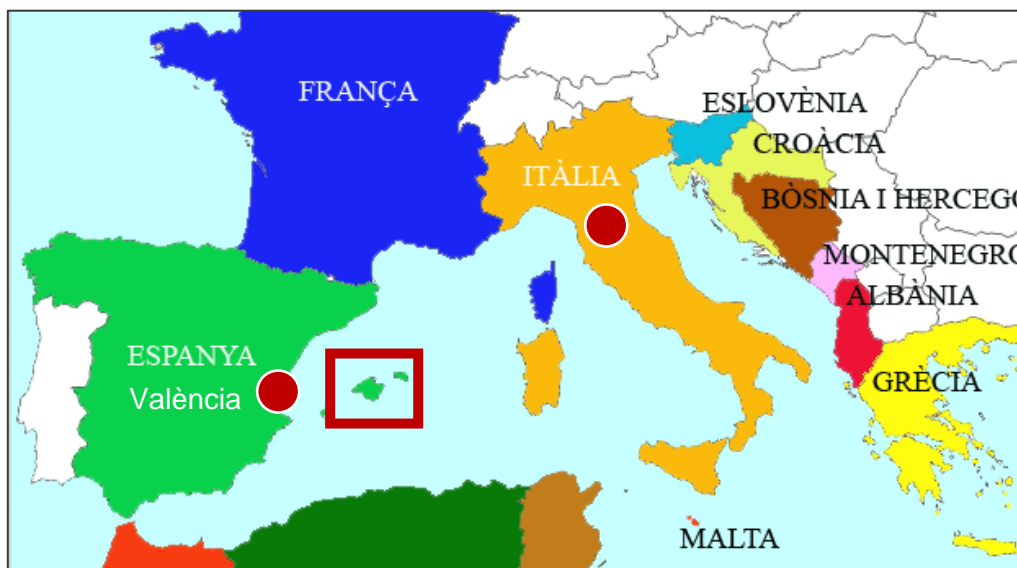 FRANÇA
ESLOVÈNIA
CROÀCIA
ITÀLIA
BÒSNIA I HERCEGO
MONTENEGRO
ALBÀNIA
ESPANYA
GRÈCIA
València
MALTA